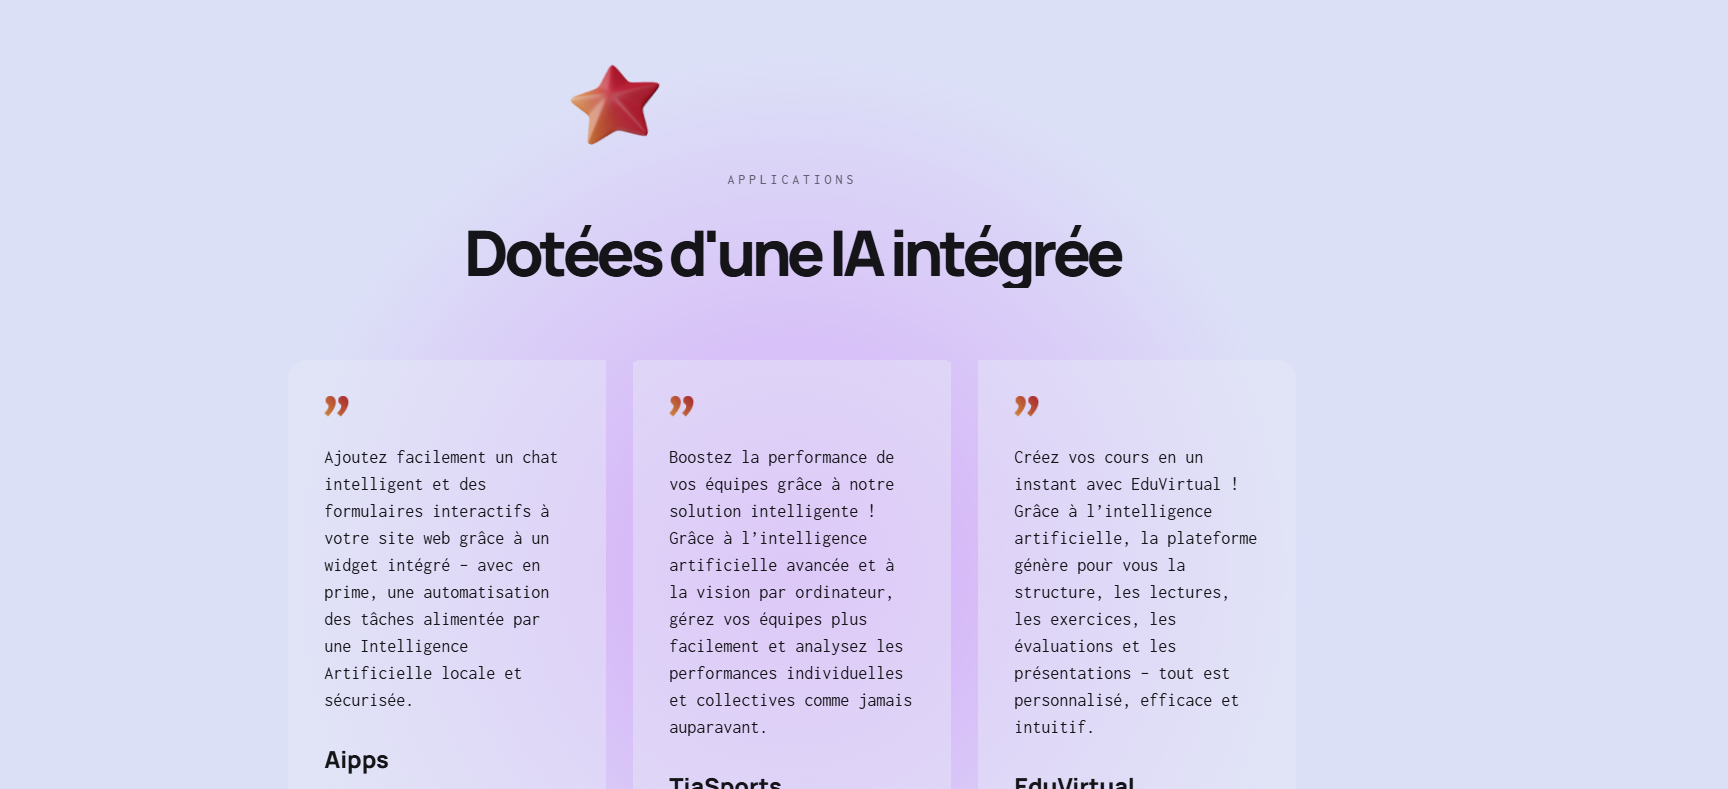 APPLICATIONS
Dotées d'une IA intégrée
”
Ajoutez facilement un chat
intelligent et des
formulaires interactifs à
votre site web grâce à un
widget intégré – avec en
prime, une automatisation
des tâches alimentée par
une Intelligence
Artificielle locale et
sécurisée.
Aipps
”
Boostez la performance de
vos équipes grâce à notre
solution intelligente !
Grâce à l’intelligence
artificielle avancée et à
la vision par ordinateur,
gérez vos équipes plus
facilement et analysez les
performances individuelles
et collectives comme jamais
auparavant.
TiaSports
”
Créez vos cours en un
instant avec EduVirtual !
Grâce à l’intelligence
artificielle, la plateforme
génère pour vous la
structure, les lectures,
les exercices, les
évaluations et les
présentations – tout est
personnalisé, efficace et
intuitif.
EduVirtual